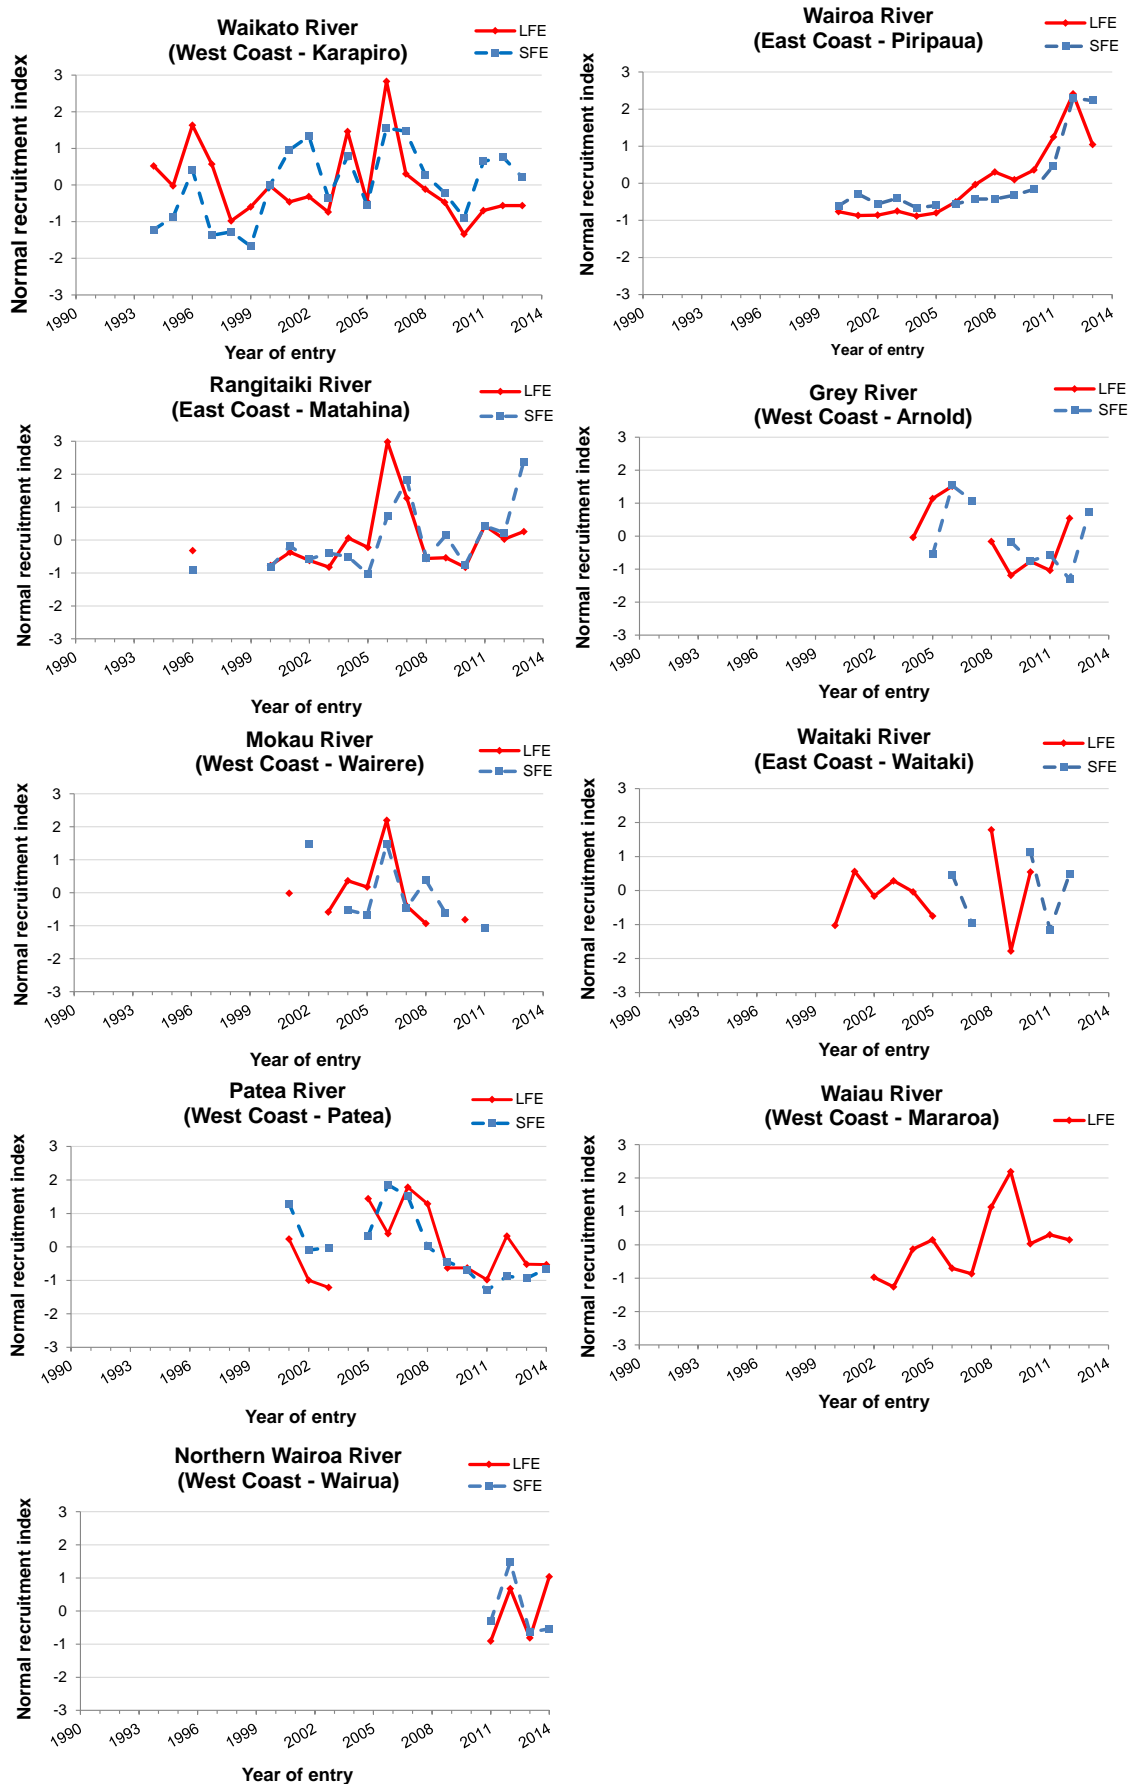 Waikato River
(West Coast - Karapiro)
LFE
SFE
Normal recruitment index
3
2
1
0
-1
-2
-3
1990
1993
1996
1999
2002
2005
2008
2011
2014
Year of entry
Wairoa River
(East Coast - Piripaua)
LFE
SFE
Normal recruitment index
3
2
1
0
-1
-2
-3
1990
1993
1996
1999
2002
2005
2008
2011
2014
Year of entry
Rangitaiki River
(East Coast - Matahina)
LFE
SFE
Normal recruitment index
3
2
1
0
-1
-2
-3
1990
1993
1996
1999
2002
2005
2008
2011
2014
Year of entry
Grey River
(West Coast - Arnold)
LFE
SFE
Normal recruitment index
3
2
1
0
-1
-2
-3
1990
1993
1996
1999
2002
2005
2008
2011
2014
Year of entry
Mokau River
(West Coast - Wairere)
LFE
SFE
Normal recruitment index
3
2
1
0
-1
-2
-3
1990
1993
1996
1999
2002
2005
2008
2011
2014
Year of entry
Waitaki River
(East Coast - Waitaki)
LFE
SFE
Normal recruitment index
3
2
1
0
-1
-2
-3
1990
1993
1996
1999
2002
2005
2008
2011
2014
Year of entry
Patea River
(West Coast - Patea)
LFE
SFE
Normal recruitment index
3
2
1
0
-1
-2
-3
1990
1993
1996
1999
2002
2005
2008
2011
2014
Year of entry
Waiau River
(West Coast - Mararoa)
LFE
Normal recruitment index
3
2
1
0
-1
-2
-3
1990
1993
1996
1999
2002
2005
2008
2011
2014
Year of entry
Northern Wairoa River
(West Coast - Wairua)
LFE
SFE
Normal recruitment index
3
2
1
0
-1
-2
-3
1990
1993
1996
1999
2002
2005
2008
2011
2014
Year of entry